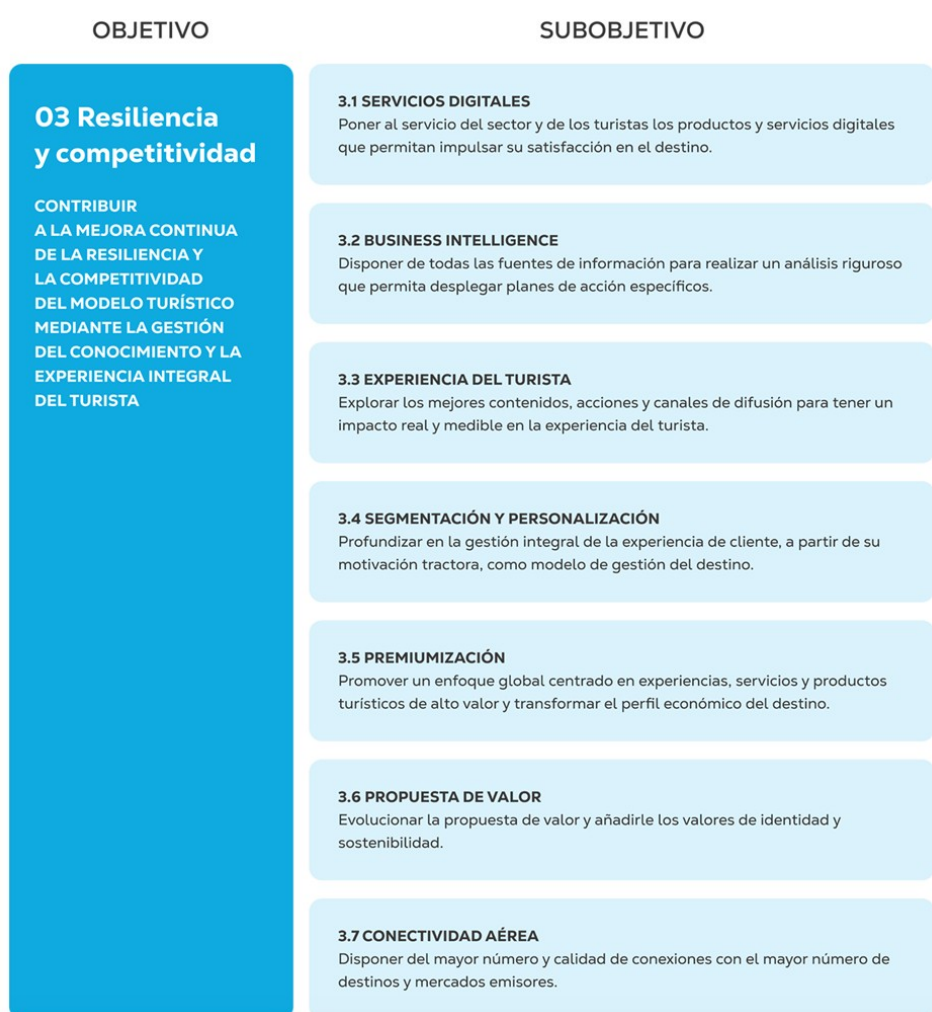 OBJETIVO
SUBOBJETIVO
03 Resiliencia
y competitividad
CONTRIBUIR
A LA MEJORA CONTINUA
DE LA RESILIENCIA Y
LA COMPETITIVIDAD
DEL MODELO TURÍSTICO
MEDIANTE LA GESTIÓN
DEL CONOCIMIENTO Y LA
EXPERIENCIA INTEGRAL
DEL TURISTA
3.1 SERVICIOS DIGITALES
Poner al servicio del sector y de los turistas los productos y servicios digitales
que permitan impulsar su satisfacción en el destino.
3.2 BUSINESS INTELLIGENCE
Disponer de todas las fuentes de información para realizar un análisis riguroso
que permita desplegar planes de acción específicos.
3.3 EXPERIENCIA DEL TURISTA
Explorar los mejores contenidos, acciones y canales de difusión para tener un
impacto real y medible en la experiencia del turista.
3.4 SEGMENTACIÓN Y PERSONALIZACIÓN
Profundizar en la gestión integral de la experiencia de cliente, a partir de su
motivación tractora, como modelo de gestión del destino.
3.5 PREMIUMIZACIÓN
Promover un enfoque global centrado en experiencias, servicios y productos
turísticos de alto valor y transformar el perfil económico del destino.
3.6 PROPUESTA DE VALOR
Evolucionar la propuesta de valor y añadirle los valores de identidad y
sostenibilidad.
3.7 CONECTIVIDAD AÉREA
Disponer del mayor número y calidad de conexiones con el mayor número de
destinos y mercados emisores.